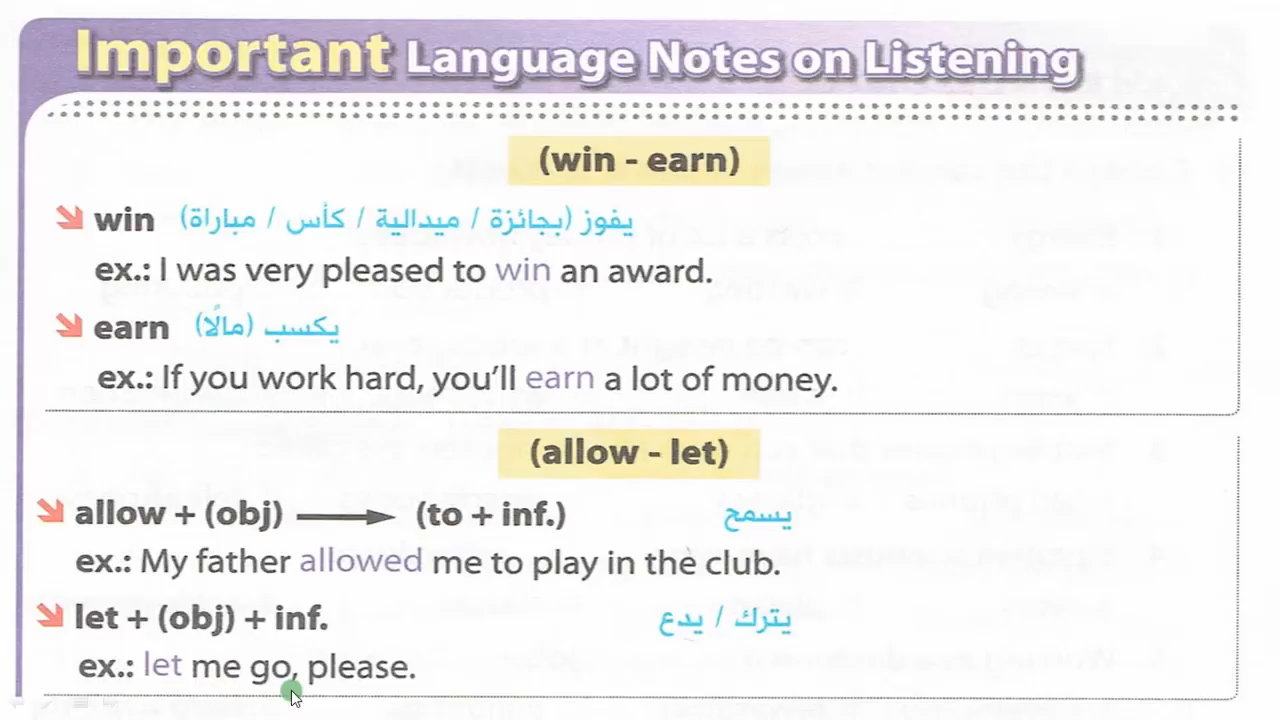 Important Language Notes on Listening
(win - earn)
win (يفوز (بجائزة / ميدالية / كأس / مباراة
ex.: I was very pleased to win an award.
earn يكسب (مالًا)
ex.: If you work hard, you'll earn a lot of money.
(allow - let)
allow + (obj) → (to + inf.) يسمح
ex.: My father allowed me to play in the club.
let + (obj) + inf. يترك / يدع
ex.: let me go, please.